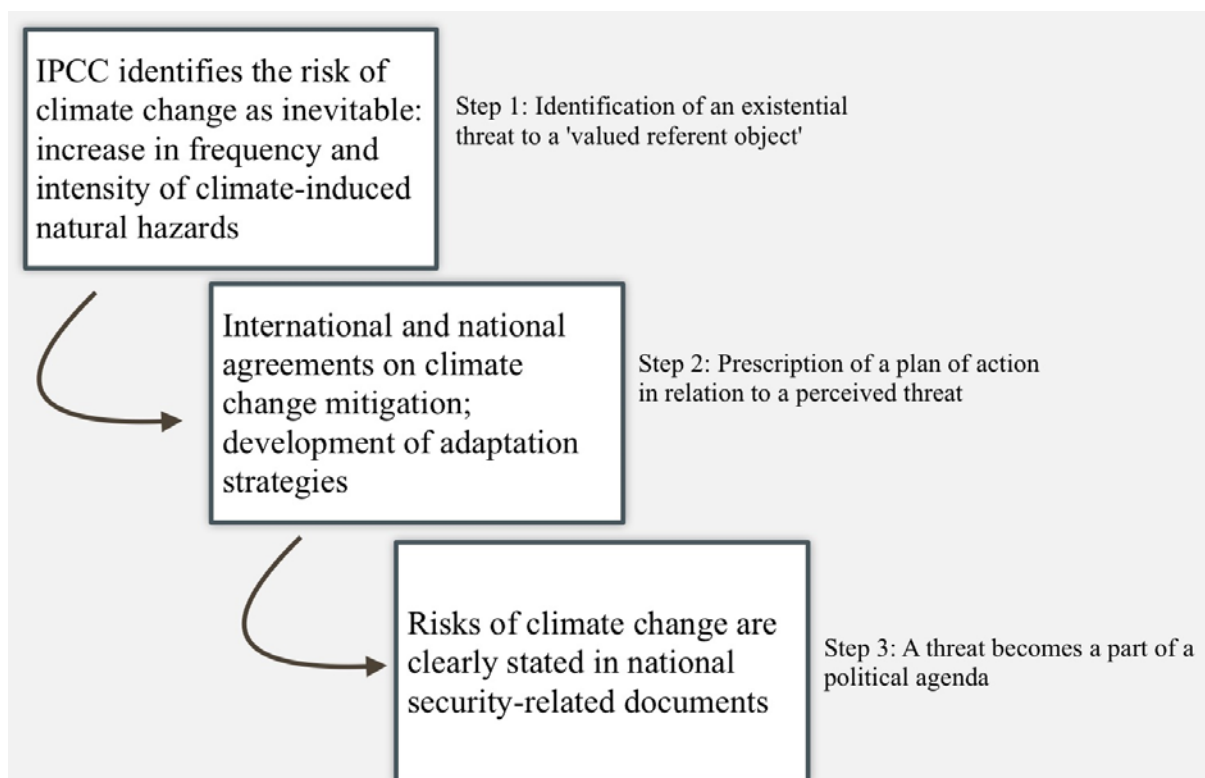 IPCC identifies the risk of
climate change as inevitable:
increase in frequency and
intensity of climate-induced
natural hazards
Step 1: Identification of an existential
threat to a 'valued referent object'
International and national
agreements on climate
change mitigation;
development of adaptation
strategies
Step 2: Prescription of a plan of action
in relation to a perceived threat
Risks of climate change are
clearly stated in national
security-related documents
Step 3: A threat becomes a part of a
political agenda